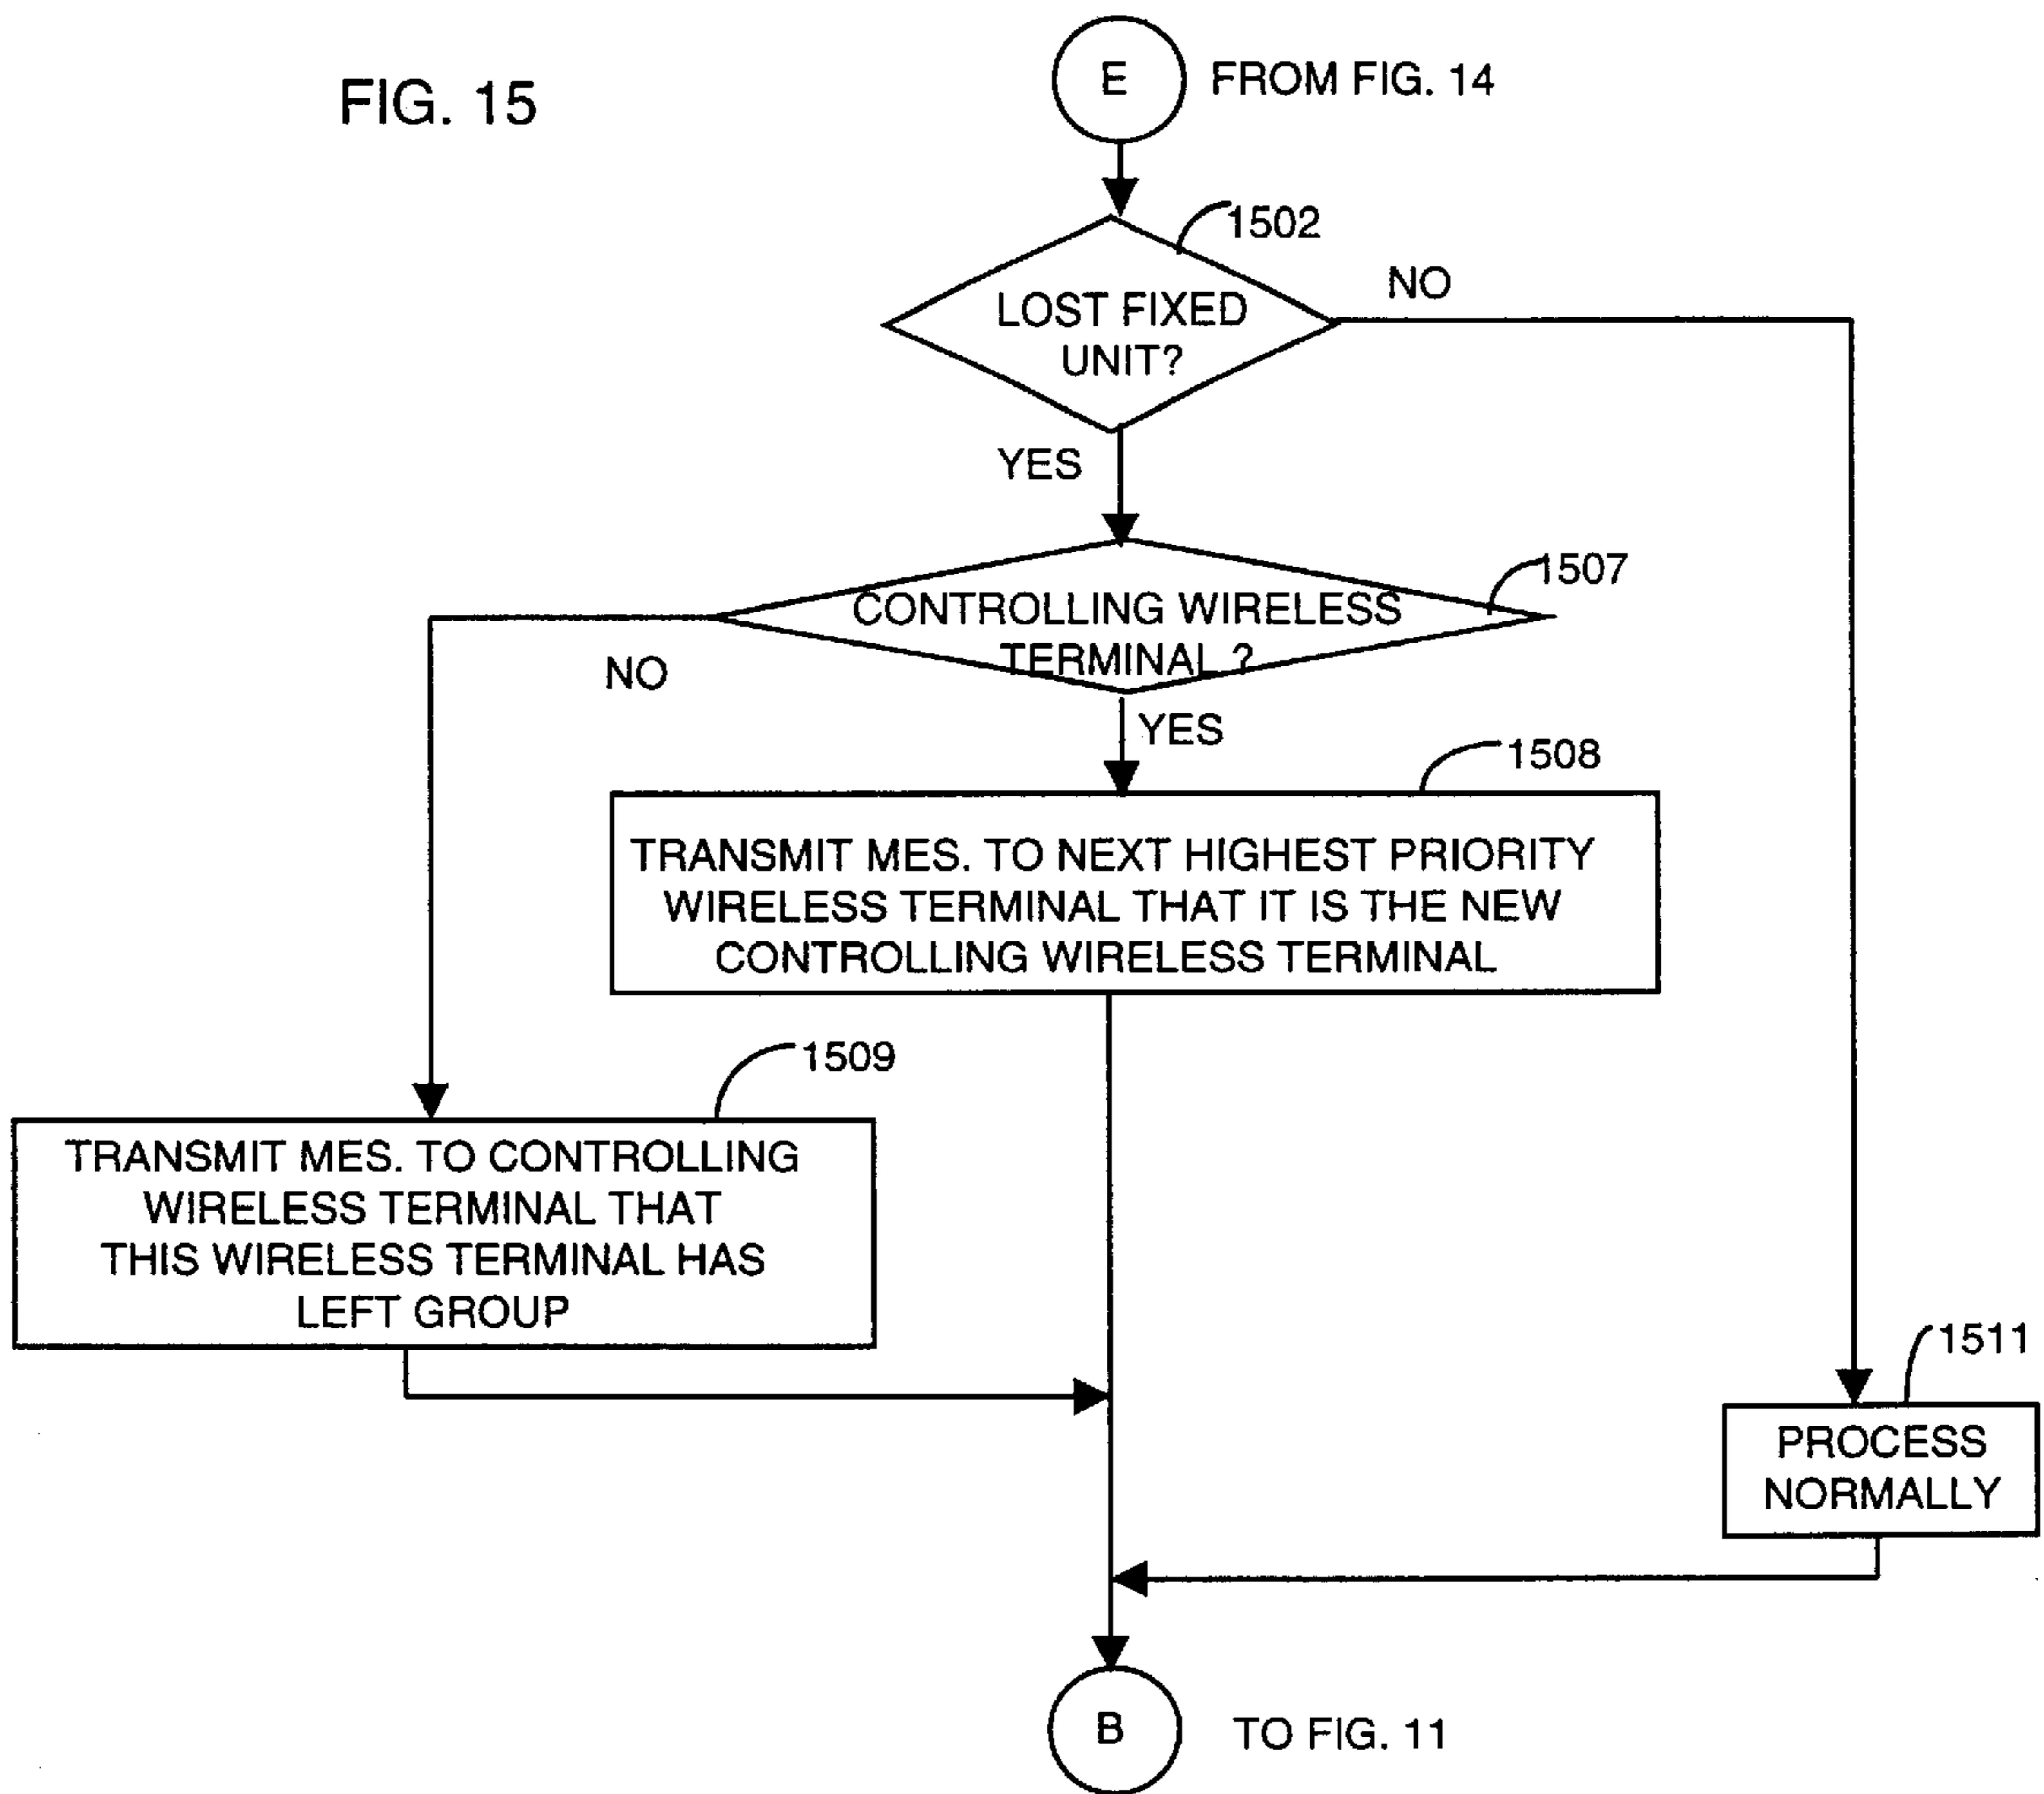 FIG. 15
E
FROM FIG. 14
1502
LOST FIXED
UNIT?
NO
YES
1507
CONTROLLING WIRELESS
TERMINAL ?
NO
YES
1508
TRANSMIT MES. TO NEXT HIGHEST PRIORITY
WIRELESS TERMINAL THAT IT IS THE NEW
CONTROLLING WIRELESS TERMINAL
1509
TRANSMIT MES. TO CONTROLLING
WIRELESS TERMINAL THAT
THIS WIRELESS TERMINAL HAS
LEFT GROUP
1511
PROCESS
NORMALLY
B
TO FIG. 11